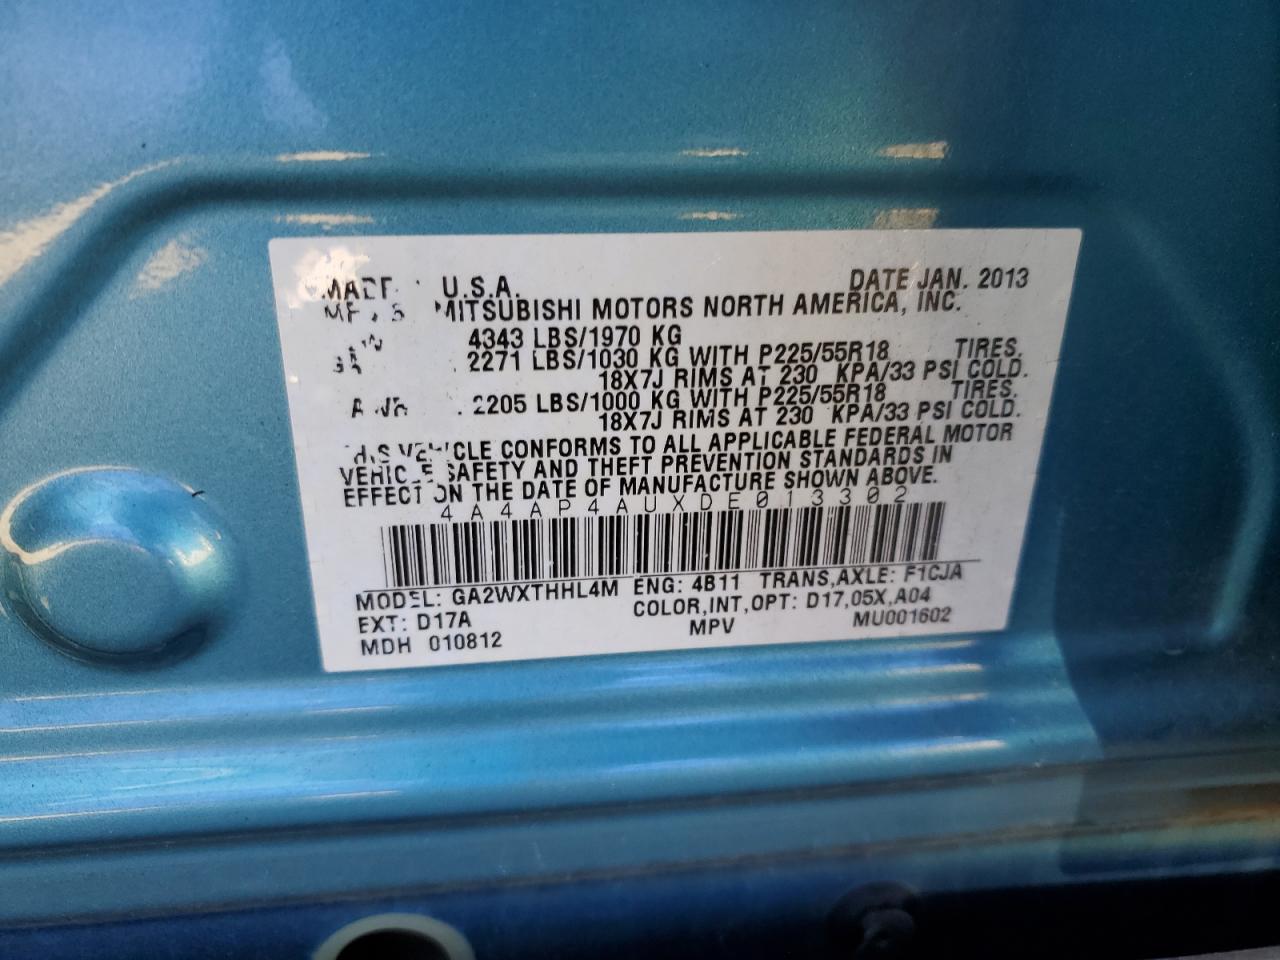 U.S.A. DATE JAN. 2013
MITSUBISHI MOTORS NORTH AMERICA, INC.
4343 LBS/1970 KG
2271 LBS/1030 KG WITH P225/55R18 TIRES.
18X7J RIMS AT 230 KPA/33 PSI COLD.
2205 LBS/1000 KG WITH P225/55R18 TIRES.
18X7J RIMS AT 230 KPA/33 PSI COLD.
THIS VEHICLE CONFORMS TO ALL APPLICABLE FEDERAL MOTOR
VEHICLE SAFETY AND THEFT PREVENTION STANDARDS IN
EFFECT ON THE DATE OF MANUFACTURE SHOWN ABOVE.
4A4AP4AUXDE013302
MODEL: GA2WXTHHL4M ENG: 4B11 TRANS,AXLE: F1CJA
EXT: D17A COLOR,INT,OPT: D17,05X,A04
MDH 010812 MPV MU001602